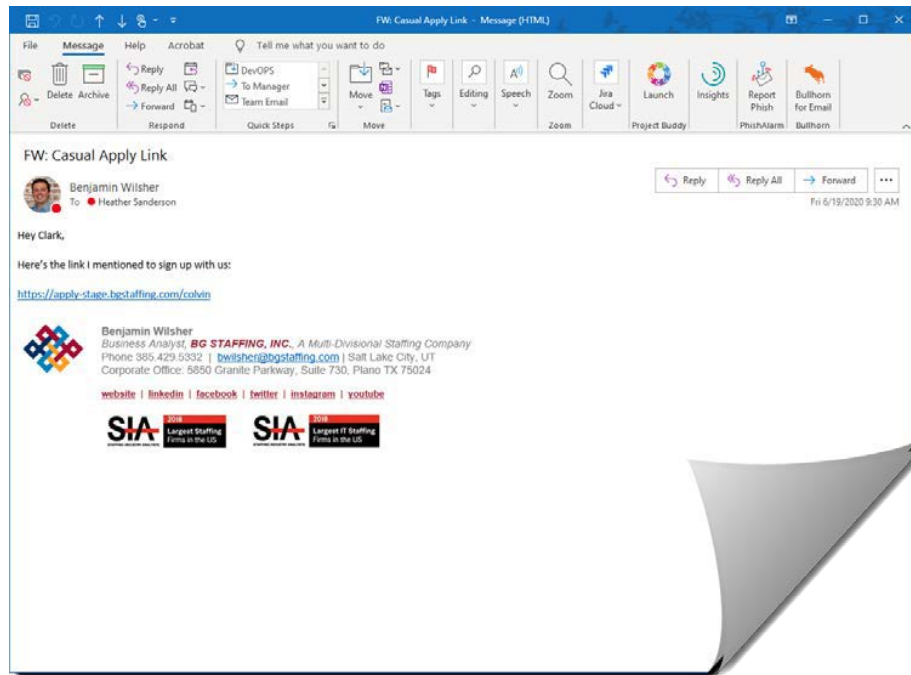 FW: Casual Apply Link - Message (HTML)
File Message Help Acrobat Tell me what you want to do
Delete Archive
Reply
Reply All
Forward
DevOPS
To Manager
Team Email
Move
Tags
Editing
Speech
Zoom
Jira Cloud
Launch
Insights
Report Phish
Bullhorn for Email
Delete Respond Quick Steps Move Zoom Project Buddy PhishAlarm Bullhorn
FW: Casual Apply Link
Benjamin Wilsher
To Heather Sanderson
Reply Reply All Forward ...
Fri 6/19/2020 9:30 AM
Hey Clark,
Here's the link I mentioned to sign up with us:
https://apply-stage.bgstaffing.com/colvin
Benjamin Wilsher
Business Analyst, BG STAFFING, INC., A Multi-Divisional Staffing Company
Phone 385.429.5332 | bwilsher@bgstaffing.com | Salt Lake City, UT
Corporate Office: 5850 Granite Parkway, Suite 730, Plano TX 75024
website | linkedin | facebook | twitter | instagram | youtube
SIA 2018 Largest Staffing Firms in the US
STAFFING INDUSTRY ANALYSTS
SIA 2018 Largest IT Staffing Firms in the US
STAFFING INDUSTRY ANALYSTS